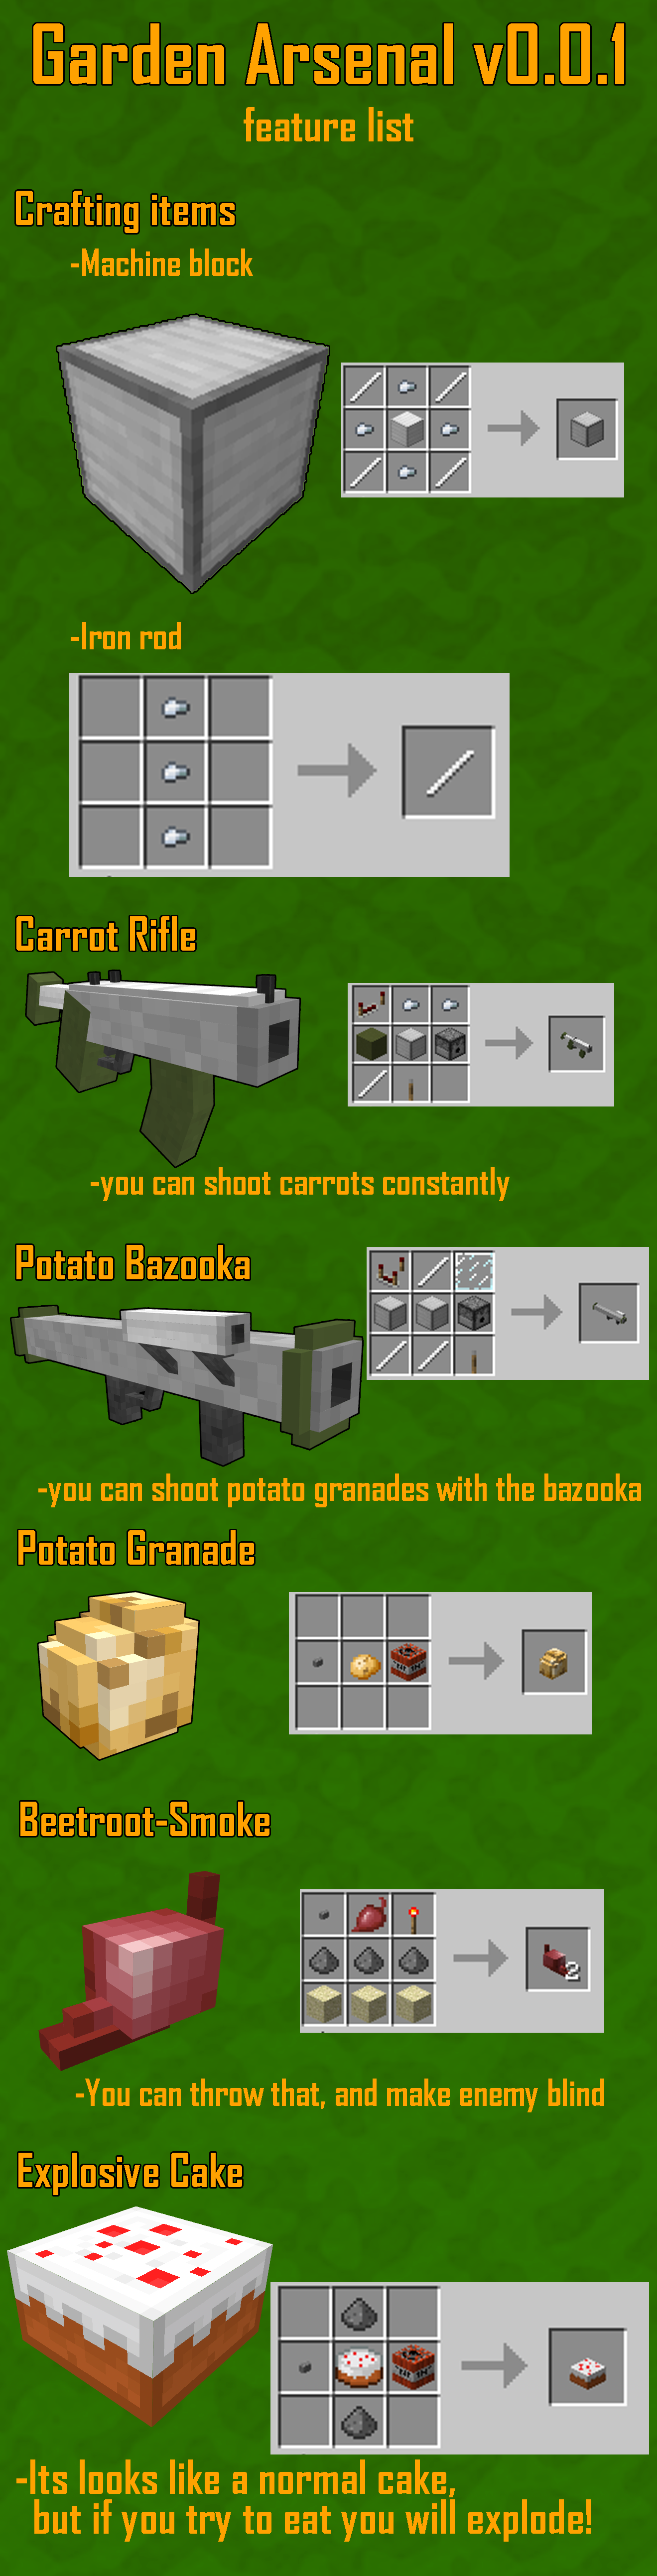 Garden Arsenal v0.0.1
feature list
Crafting items
-Machine block
-Iron rod
Carrot Rifle
-you can shoot carrots constantly
Potato Bazooka
-you can shoot potato granades with the bazooka
Potato Granade
Beetroot-Smoke
2
-You can throw that, and make enemy blind
Explosive Cake
-Its looks like a normal cake,
but if you try to eat you will explode!